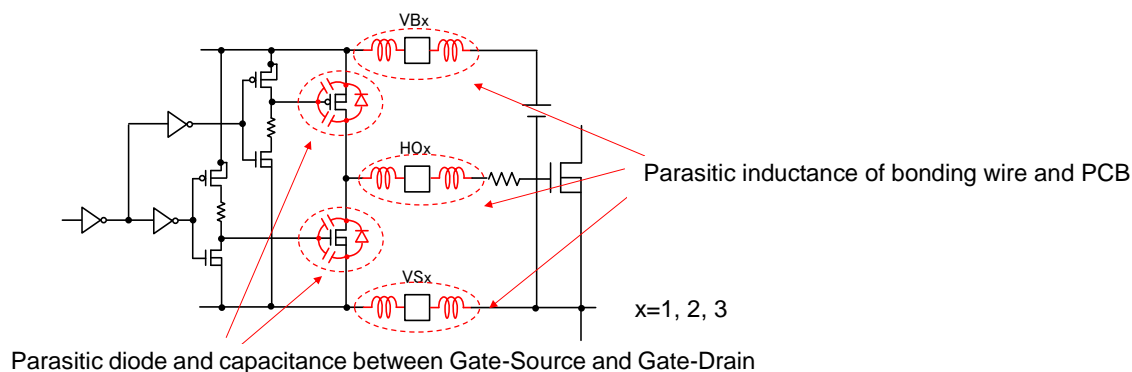 VBx
HOx
Parasitic inductance of bonding wire and PCB
VSx
x=1, 2, 3
Parasitic diode and capacitance between Gate-Source and Gate-Drain